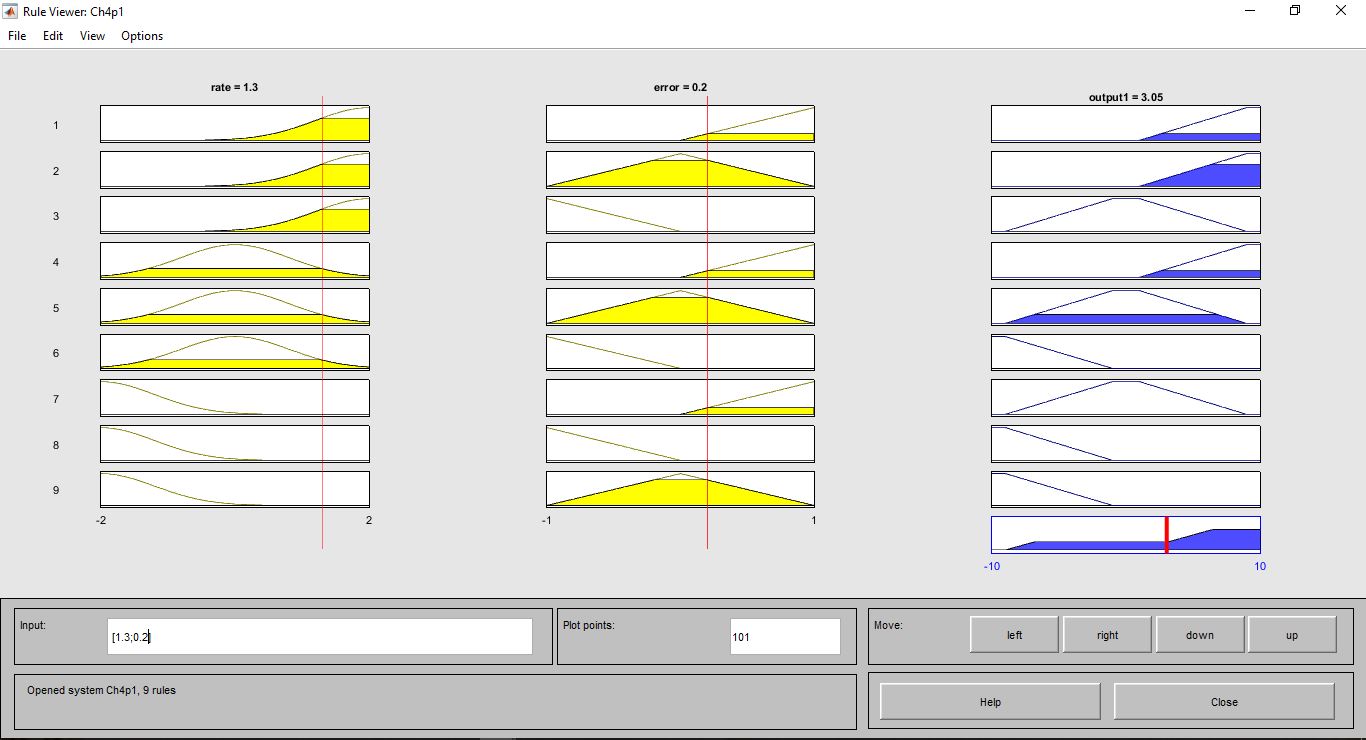 Rule Viewer: Ch4p1
File Edit View Options
rate = 1.3
error = 0.2
output1 = 3.05
1
2
3
4
5
6
7
8
9
-2 2
-1 1
-10 10
Input:
[1.3;0.2]
Plot points:
101
Move:
left right down up
Opened system Ch4p1, 9 rules
Help Close